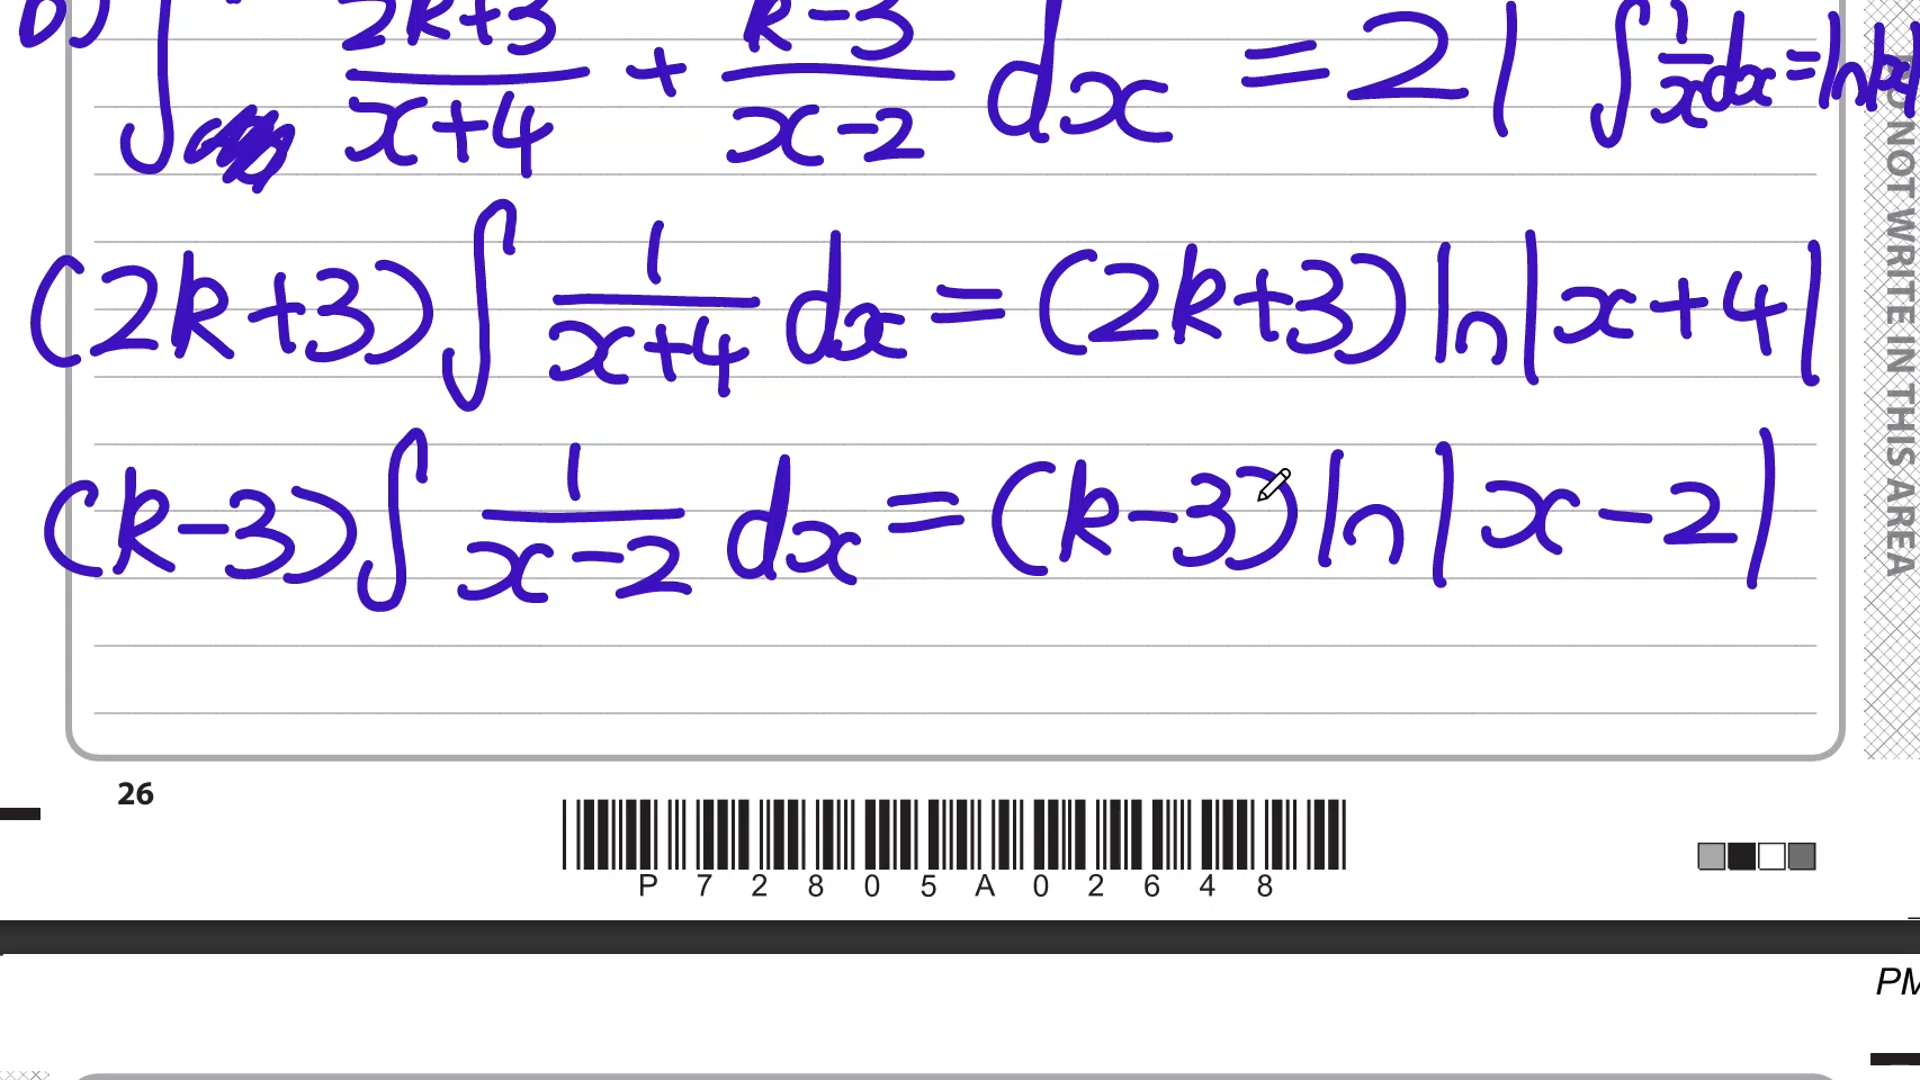 b) ∫ (2k+3)/(x+4) + (k-3)/(x-2) dx = 21 ∫ 1/x dx = ln|x|
(2k+3) ∫ 1/(x+4) dx = (2k+3) ln|x+4|
(k-3) ∫ 1/(x-2) dx = (k-3) ln|x-2|
NOT WRITE IN THIS AREA
26
P 7 2 8 0 5 A 0 2 6 4 8
PM